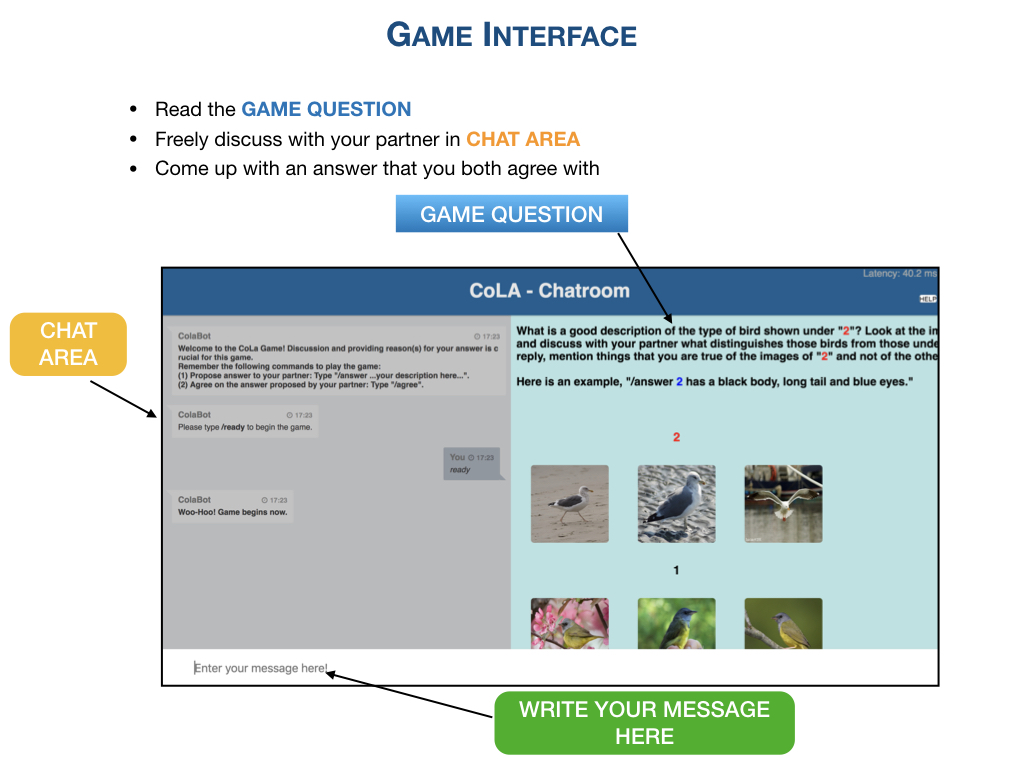 GAME INTERFACE
• Read the GAME QUESTION
• Freely discuss with your partner in CHAT AREA
• Come up with an answer that you both agree with
GAME QUESTION
Latency: 40.2 ms
CoLA - Chatroom
HELP
CHAT
AREA
ColaBot 17:23
Welcome to the CoLa Game! Discussion and providing reason(s) for your answer is c
rucial for this game.
Remember the following commands to play the game:
(1) Propose answer to your partner: Type "/answer ...your description here...".
(2) Agree on the answer proposed by your partner: Type "/agree".
ColaBot 17:23
Please type /ready to begin the game.
You 17:23
ready
ColaBot 17:23
Woo-Hoo! Game begins now.
What is a good description of the type of bird shown under "2"? Look at the in
and discuss with your partner what distinguishes those birds from those unde
reply, mention things that you are true of the images of "2" and not of the othe
Here is an example, "/answer 2 has a black body, long tail and blue eyes."
2
1
Enter your message here!
WRITE YOUR MESSAGE
HERE